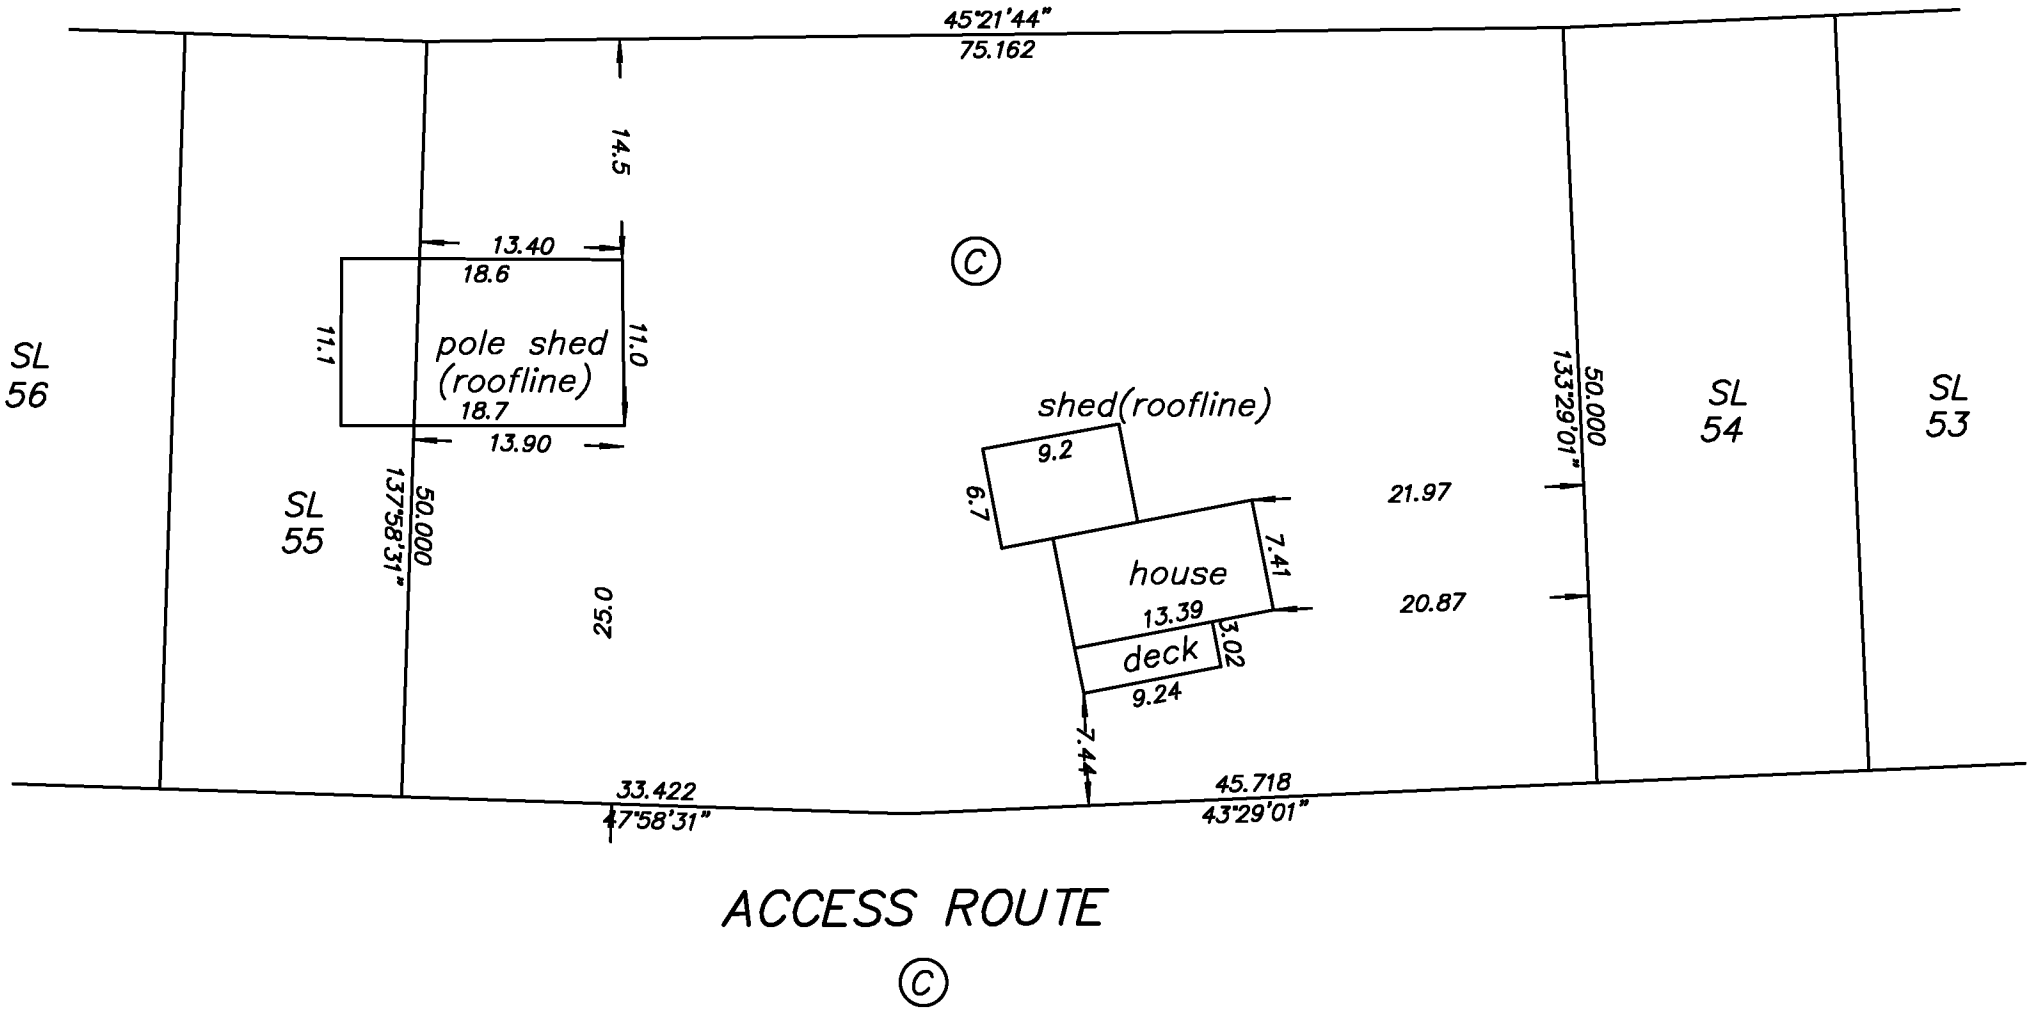 45°21'44"
75.162
14.5
13.40
18.6
C
11.1
pole shed
(roofline)
11.0
18.7
13.90
SL
56
SL
55
50.000
137°58'31"
25.0
shed(roofline)
9.2
6.7
house
13.39
7.41
deck
3.02
9.24
7.44
21.97
20.87
50.000
133°29'01"
SL
54
SL
53
33.422
47°58'31"
45.718
43°29'01"
ACCESS ROUTE
C